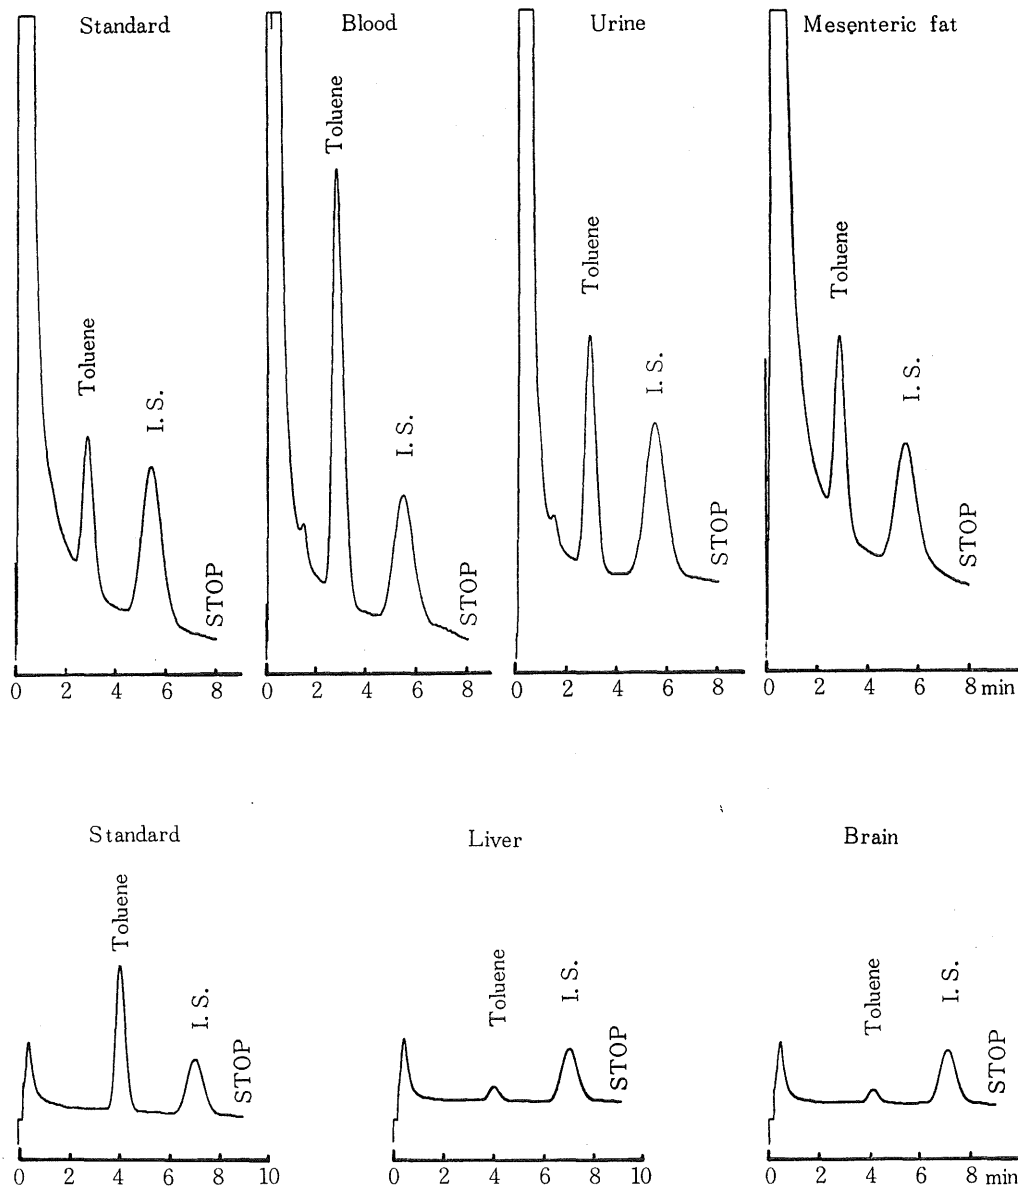 Standard
Toluene
I. S.
STOP
0 2 4 6 8
Blood
Toluene
I. S.
STOP
0 2 4 6 8
Urine
Toluene
I. S.
STOP
0 2 4 6 8
Mesenteric fat
Toluene
I. S.
STOP
0 2 4 6 8 min
Standard
Toluene
I. S.
STOP
0 2 4 6 8 10
Liver
Toluene
I. S.
STOP
0 2 4 6 8 10
Brain
Toluene
I. S.
STOP
0 2 4 6 8 min